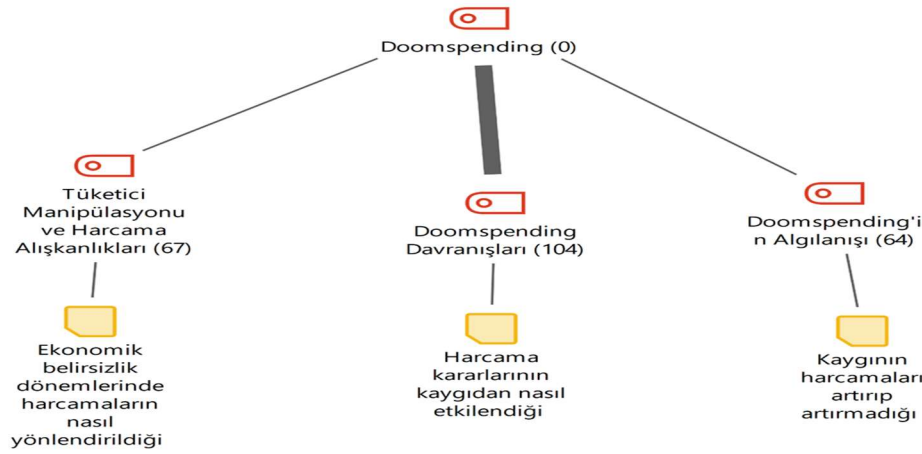 Doomspending (0)
Tüketici
Manipülasyonu
ve Harcama
Alışkanlıkları (67)
Doomspending
Davranışları (104)
Doomspending'i
n Algılanışı (64)
Ekonomik
belirsizlik
dönemlerinde
harcamaların
nasıl
yönlendirildiği
Harcama
kararlarının
kaygıdan nasıl
etkilendiği
Kaygının
harcamaları
artırıp
artırmadığı